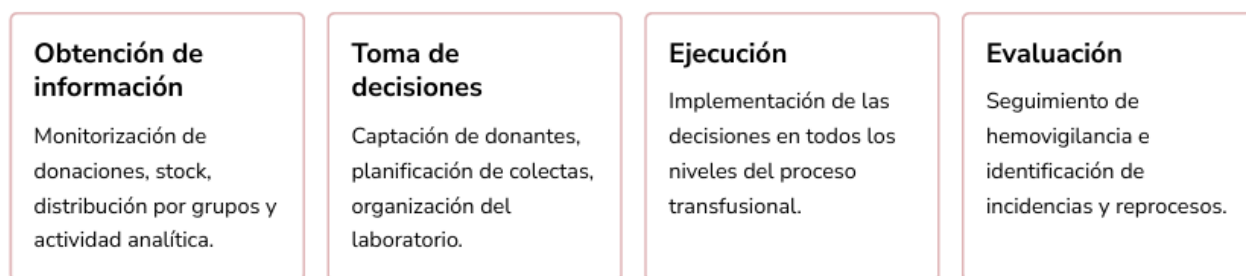 Obtención de
información
Monitorización de
donaciones, stock,
distribución por grupos y
actividad analítica.
Toma de
decisiones
Captación de donantes,
planificación de colectas,
organización del
laboratorio.
Ejecución
Implementación de las
decisiones en todos los
niveles del proceso
transfusional.
Evaluación
Seguimiento de
hemovigilancia e
identificación de
incidencias y reprocesos.